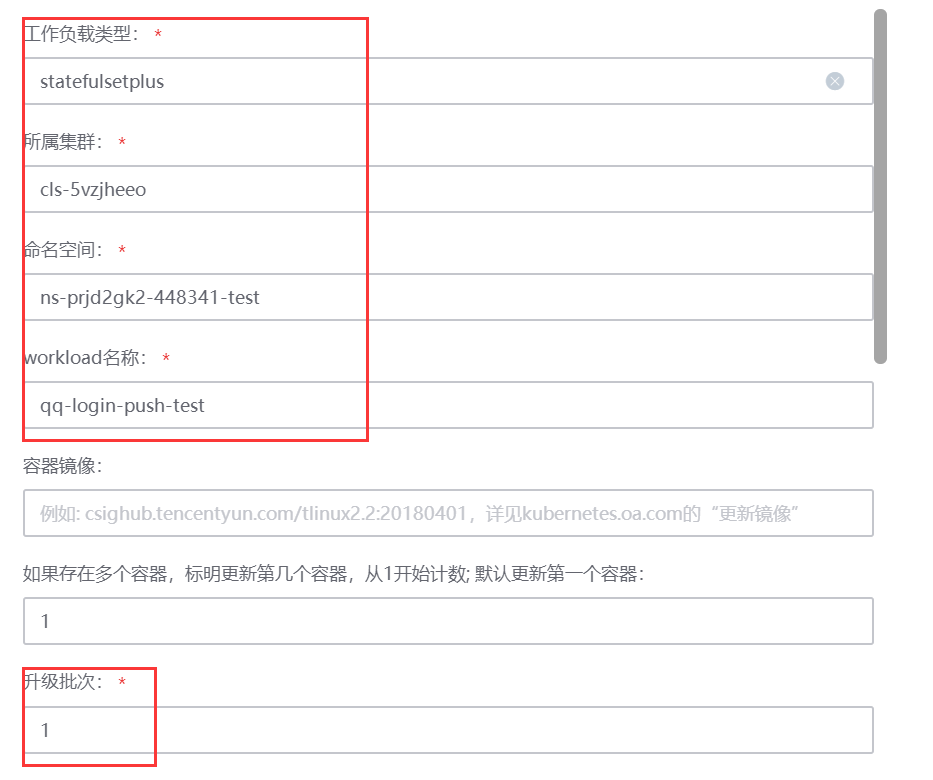 工作负载类型： *
statefulsetplus
所属集群： *
cls-5vzjheeo
命名空间： *
ns-prjd2gk2-448341-test
workload名称： *
qq-login-push-test
容器镜像：
例如: csighub.tencentyun.com/tlinux2.2:20180401，详见kubernetes.oa.com的“更新镜像”
如果存在多个容器，标明更新第几个容器，从1开始计数; 默认更新第一个容器：
1
升级批次： *
1